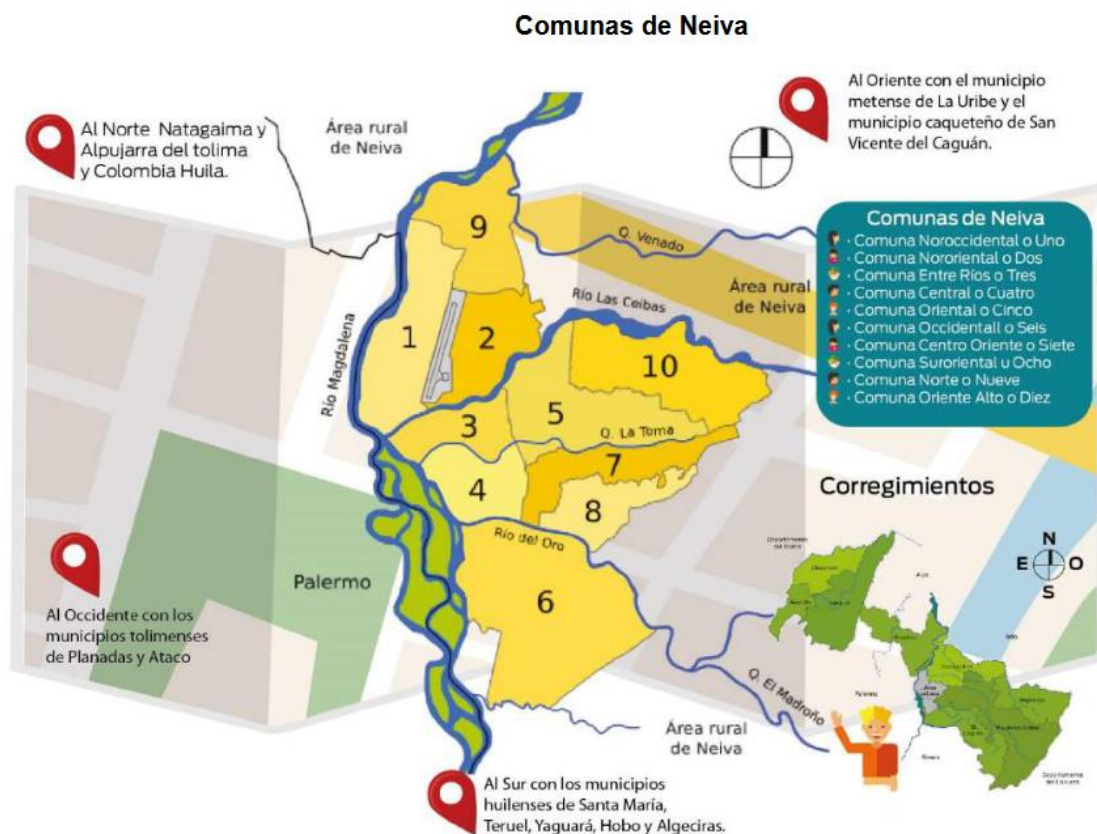 Comunas de Neiva
Al Norte Natagaima y
Alpujarra del tolima
y Colombia Huila.
Área rural
de Neiva
Al Oriente con el municipio
metense de La Uribe y el
municipio caqueteño de San
Vicente del Caguán.
Comunas de Neiva
· Comuna Noroccidental o Uno
· Comuna Nororiental o Dos
· Comuna Entre Ríos o Tres
· Comuna Central o Cuatro
· Comuna Oriental o Cinco
· Comuna Occidentall o Seis
· Comuna Centro Oriente o Siete
· Comuna Suroriental u Ocho
· Comuna Norte o Nueve
· Comuna Oriente Alto o Diez
9
Q. Venado
Área rural
de Neiva
Río Las Ceibas
Río Magdalena
1
2
10
3
5
Q. La Toma
7
4
8
Río del Oro
6
Palermo
Al Occidente con los
municipios tolimenses
de Planadas y Ataco
Q. El Madroño
Área rural
de Neiva
Al Sur con los municipios
huilenses de Santa María,
Teruel, Yaguará, Hobo y Algeciras.
Corregimientos
N
E O
S
Palermo